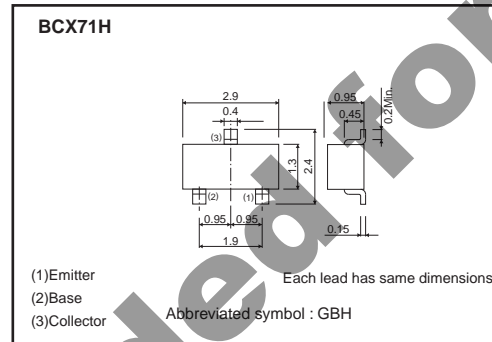 BCX71H
2.9
0.4
(3)
0.95
0.45
0.2Min.
1.3
2.4
(2)
(1)
0.95
0.95
1.9
0.15
(1)Emitter
Each lead has same dimensions
(2)Base
(3)Collector
Abbreviated symbol : GBH
ded for